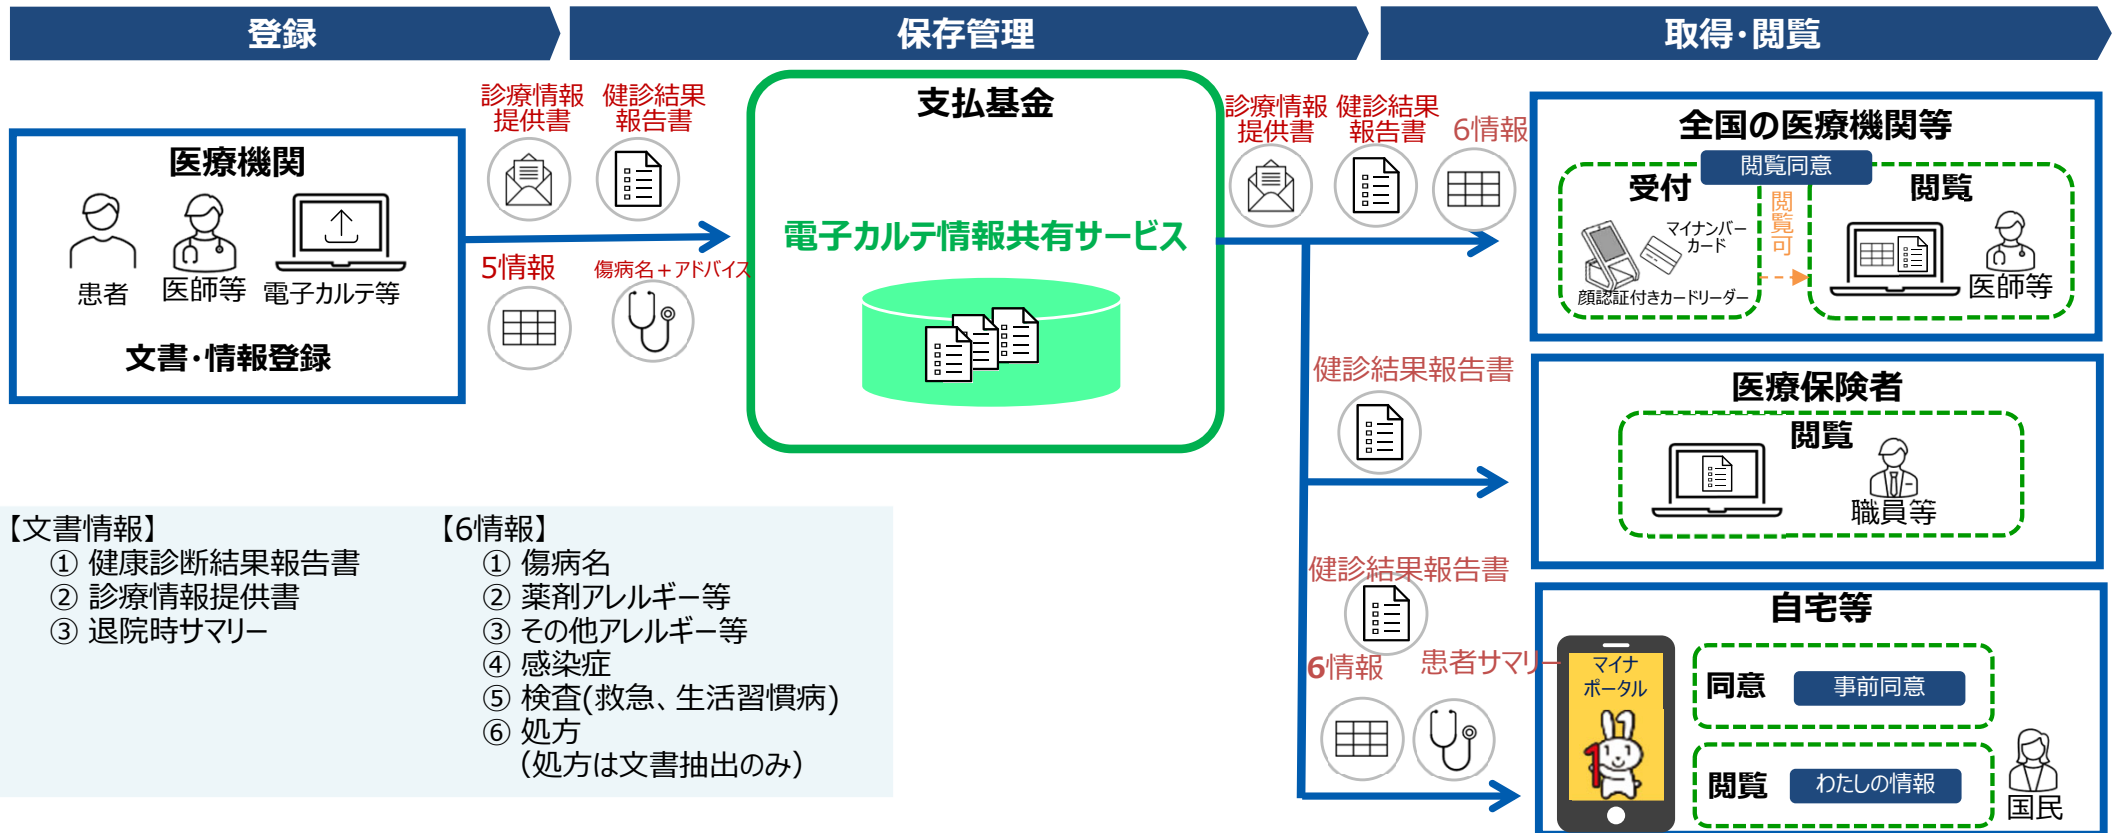 登録
保存管理
取得・閲覧
医療機関
患者
医師等
電子カルテ等
文書・情報登録
診療情報
提供書
健診結果
報告書
5情報
傷病名+アドバイス
支払基金
電子カルテ情報共有サービス
診療情報
提供書
健診結果
報告書
6情報
全国の医療機関等
閲覧同意
受付
マイナンバー
カード
顔認証付きカードリーダー
閲覧可
閲覧
医師等
健診結果報告書
医療保険者
閲覧
職員等
健診結果報告書
6情報
患者サマリー
自宅等
マイナ
ポータル
1
同意
事前同意
閲覧
わたしの情報
国民
【文書情報】
① 健康診断結果報告書
② 診療情報提供書
③ 退院時サマリー
【6情報】
① 傷病名
② 薬剤アレルギー等
③ その他アレルギー等
④ 感染症
⑤ 検査(救急、生活習慣病)
⑥ 処方
（処方は文書抽出のみ）